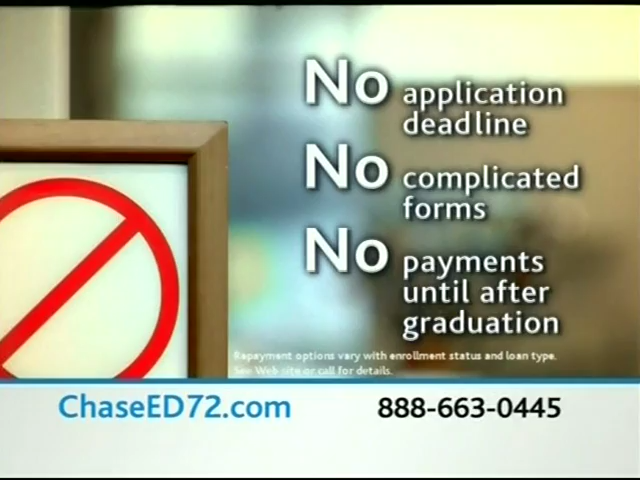 No application
deadline
No complicated
forms
No payments
until after
graduation
Repayment options vary with enrollment status and loan type.
See Web site or call for details.
ChaseED72.com 888-663-0445